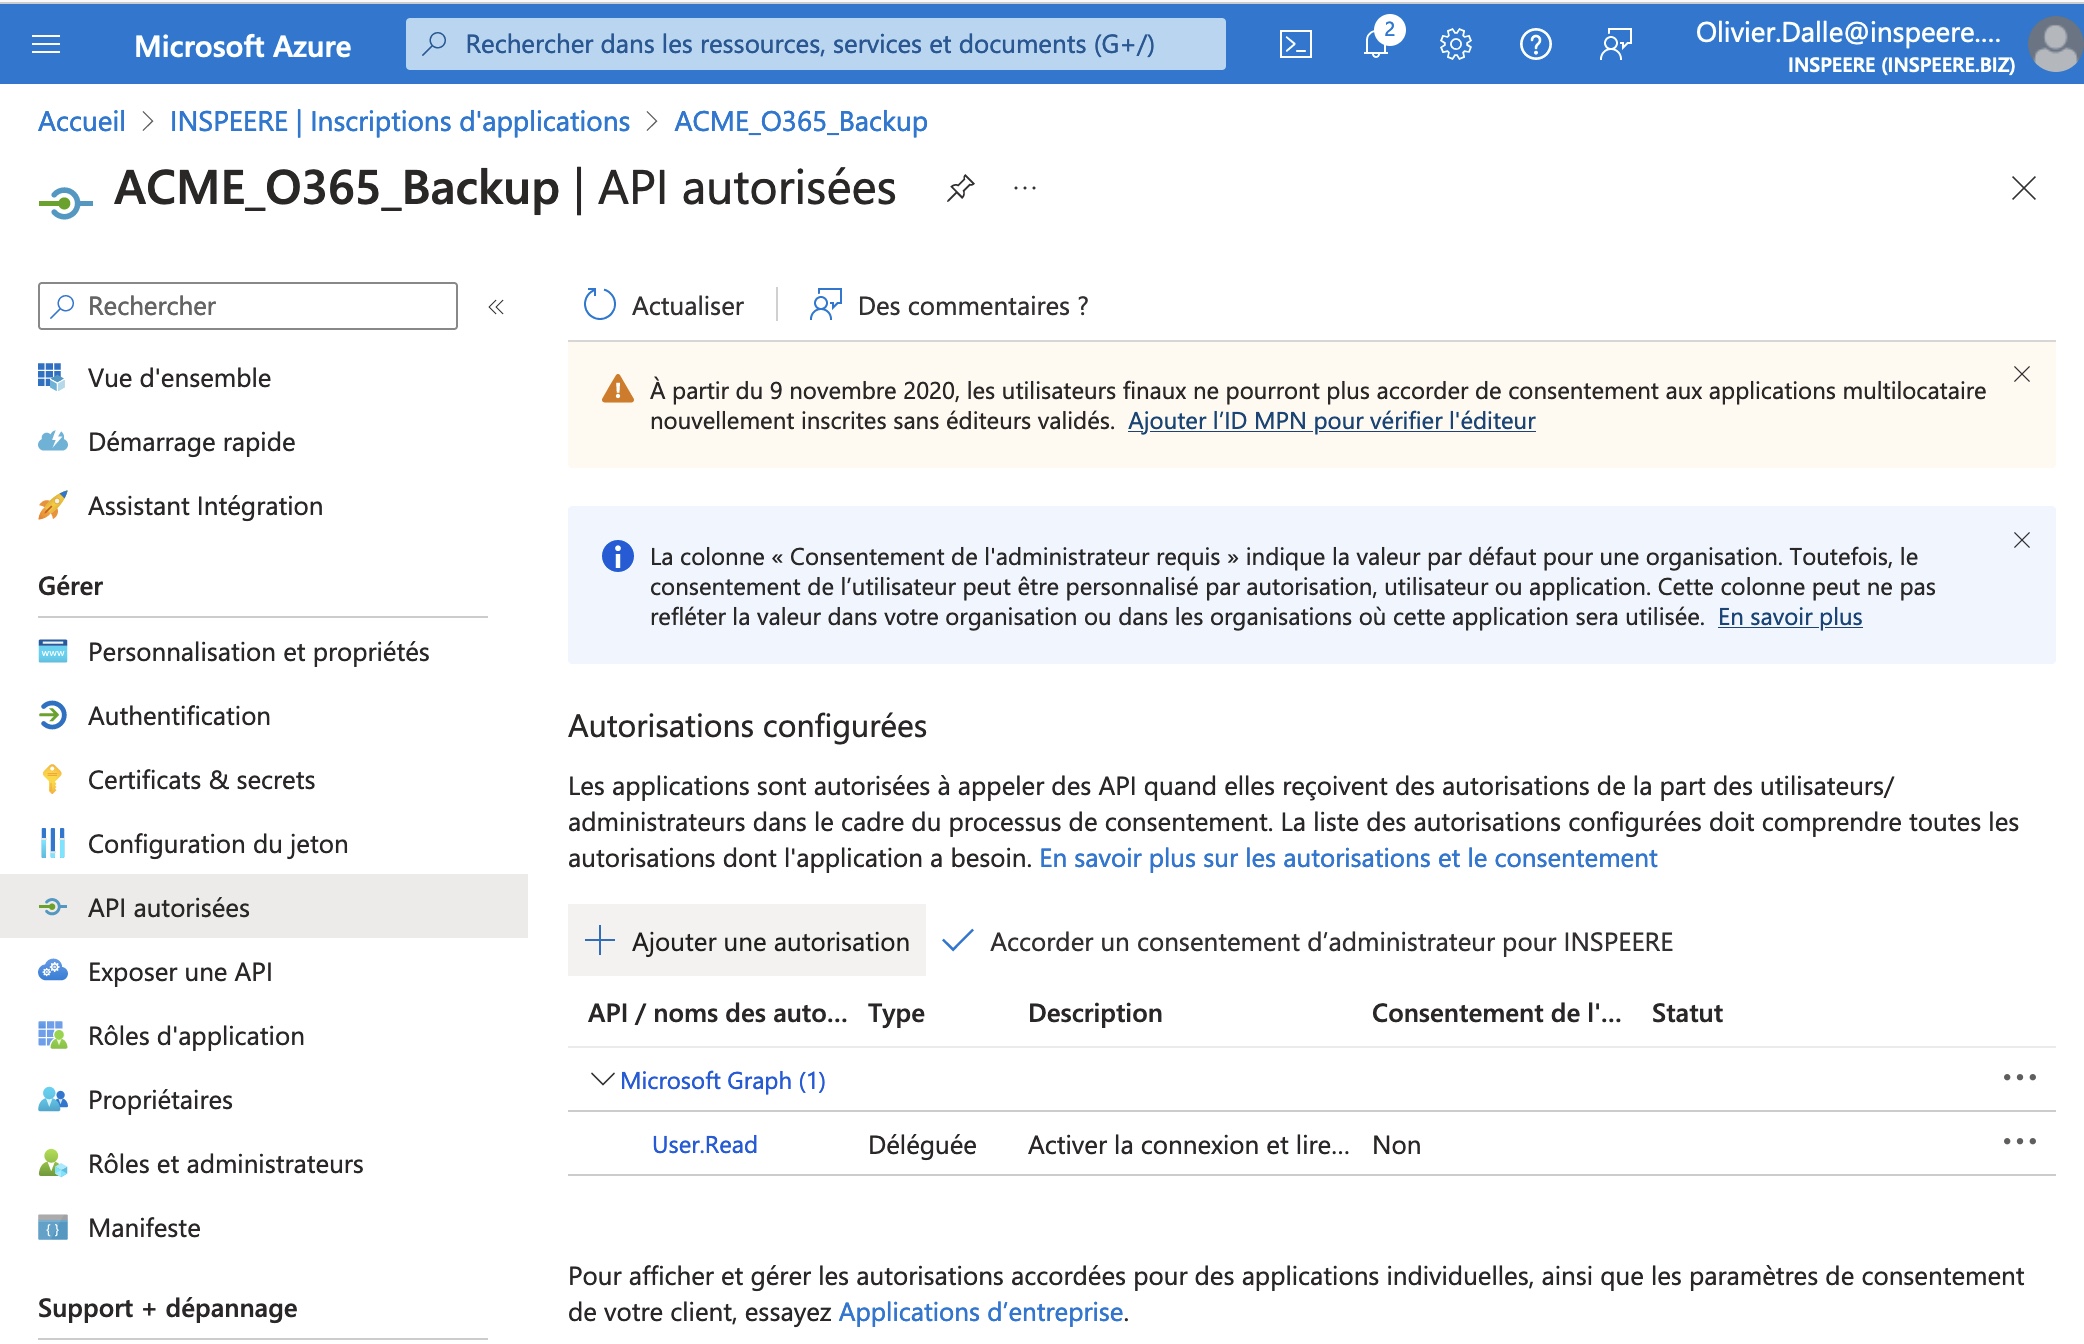 Microsoft Azure
Rechercher dans les ressources, services et documents (G+/)
2
Olivier.Dalle@inspeere....
INSPEERE (INSPEERE.BIZ)
Accueil > INSPEERE | Inscriptions d'applications > ACME_O365_Backup
ACME_O365_Backup | API autorisées
Rechercher
Actualiser
Des commentaires ?
Vue d'ensemble
Démarrage rapide
Assistant Intégration
Gérer
Personnalisation et propriétés
Authentification
Certificats & secrets
Configuration du jeton
API autorisées
Exposer une API
Rôles d'application
Propriétaires
Rôles et administrateurs
Manifeste
Support + dépannage
À partir du 9 novembre 2020, les utilisateurs finaux ne pourront plus accorder de consentement aux applications multilocataire
nouvellement inscrites sans éditeurs validés. Ajouter l’ID MPN pour vérifier l'éditeur
La colonne « Consentement de l'administrateur requis » indique la valeur par défaut pour une organisation. Toutefois, le
consentement de l’utilisateur peut être personnalisé par autorisation, utilisateur ou application. Cette colonne peut ne pas
refléter la valeur dans votre organisation ou dans les organisations où cette application sera utilisée. En savoir plus
Autorisations configurées
Les applications sont autorisées à appeler des API quand elles reçoivent des autorisations de la part des utilisateurs/
administrateurs dans le cadre du processus de consentement. La liste des autorisations configurées doit comprendre toutes les
autorisations dont l'application a besoin. En savoir plus sur les autorisations et le consentement
Ajouter une autorisation
Accorder un consentement d’administrateur pour INSPEERE
API / noms des auto... Type Description Consentement de l'... Statut
Microsoft Graph (1)
User.Read Déléguée Activer la connexion et lire... Non
Pour afficher et gérer les autorisations accordées pour des applications individuelles, ainsi que les paramètres de consentement
de votre client, essayez Applications d’entreprise.